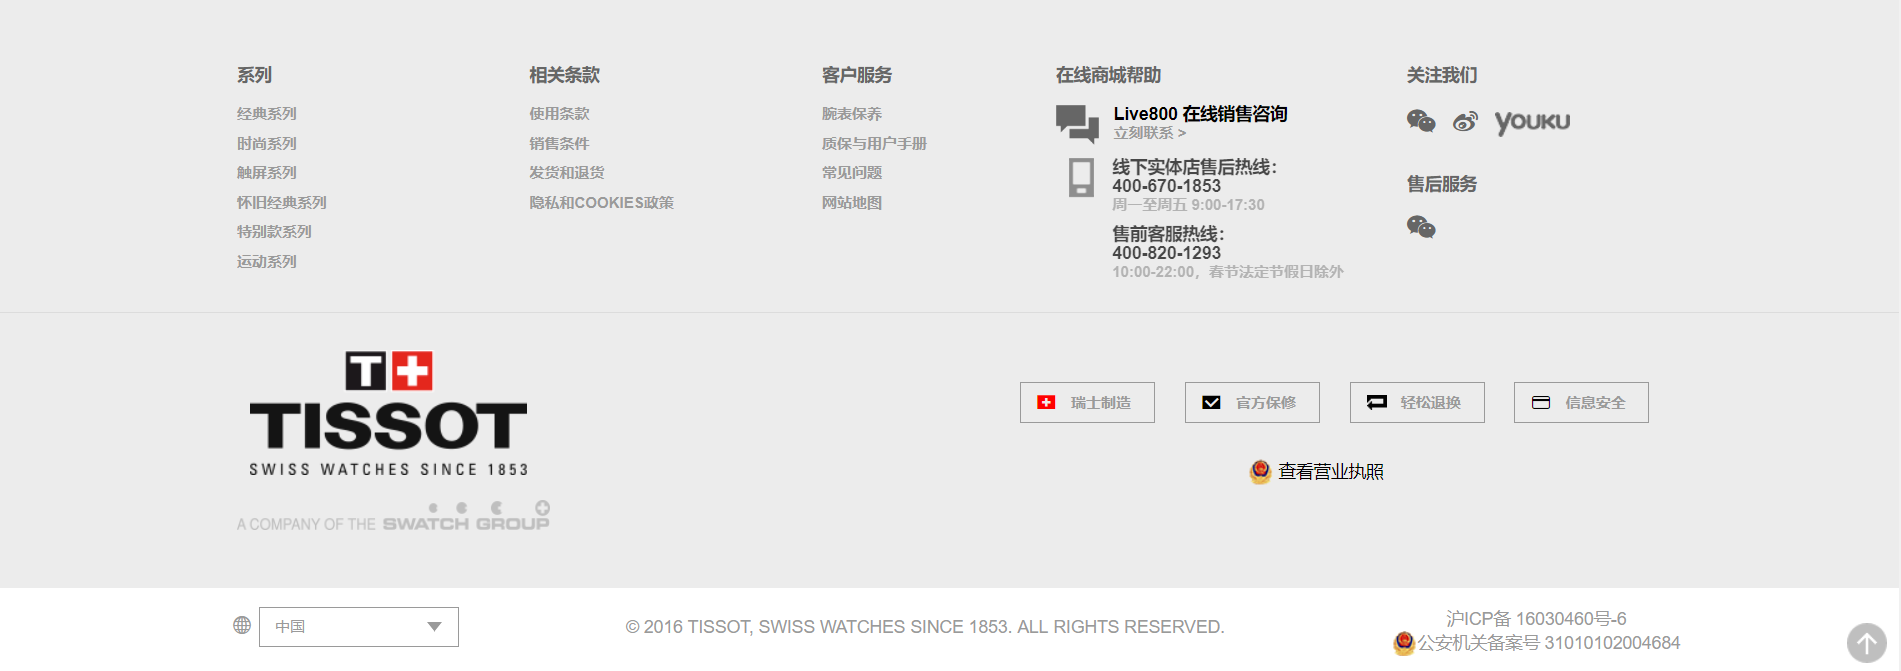 系列
经典系列
时尚系列
触屏系列
怀旧经典系列
特别款系列
运动系列
相关条款
使用条款
销售条件
发货和退货
隐私和COOKIES政策
客户服务
腕表保养
质保与用户手册
常见问题
网站地图
在线商城帮助
Live800 在线销售咨询
立刻联系 >
线下实体店售后热线：
400-670-1853
周一至周五 9:00-17:30
售前客服热线：
400-820-1293
10:00-22:00，春节法定节假日除外
关注我们
YOUKU
售后服务
T
TISSOT
SWISS WATCHES SINCE 1853
A COMPANY OF THE SWATCH GROUP
瑞士制造
官方保修
轻松退换
信息安全
查看营业执照
中国
© 2016 TISSOT, SWISS WATCHES SINCE 1853. ALL RIGHTS RESERVED.
沪ICP备 16030460号-6
公安机关备案号 31010102004684